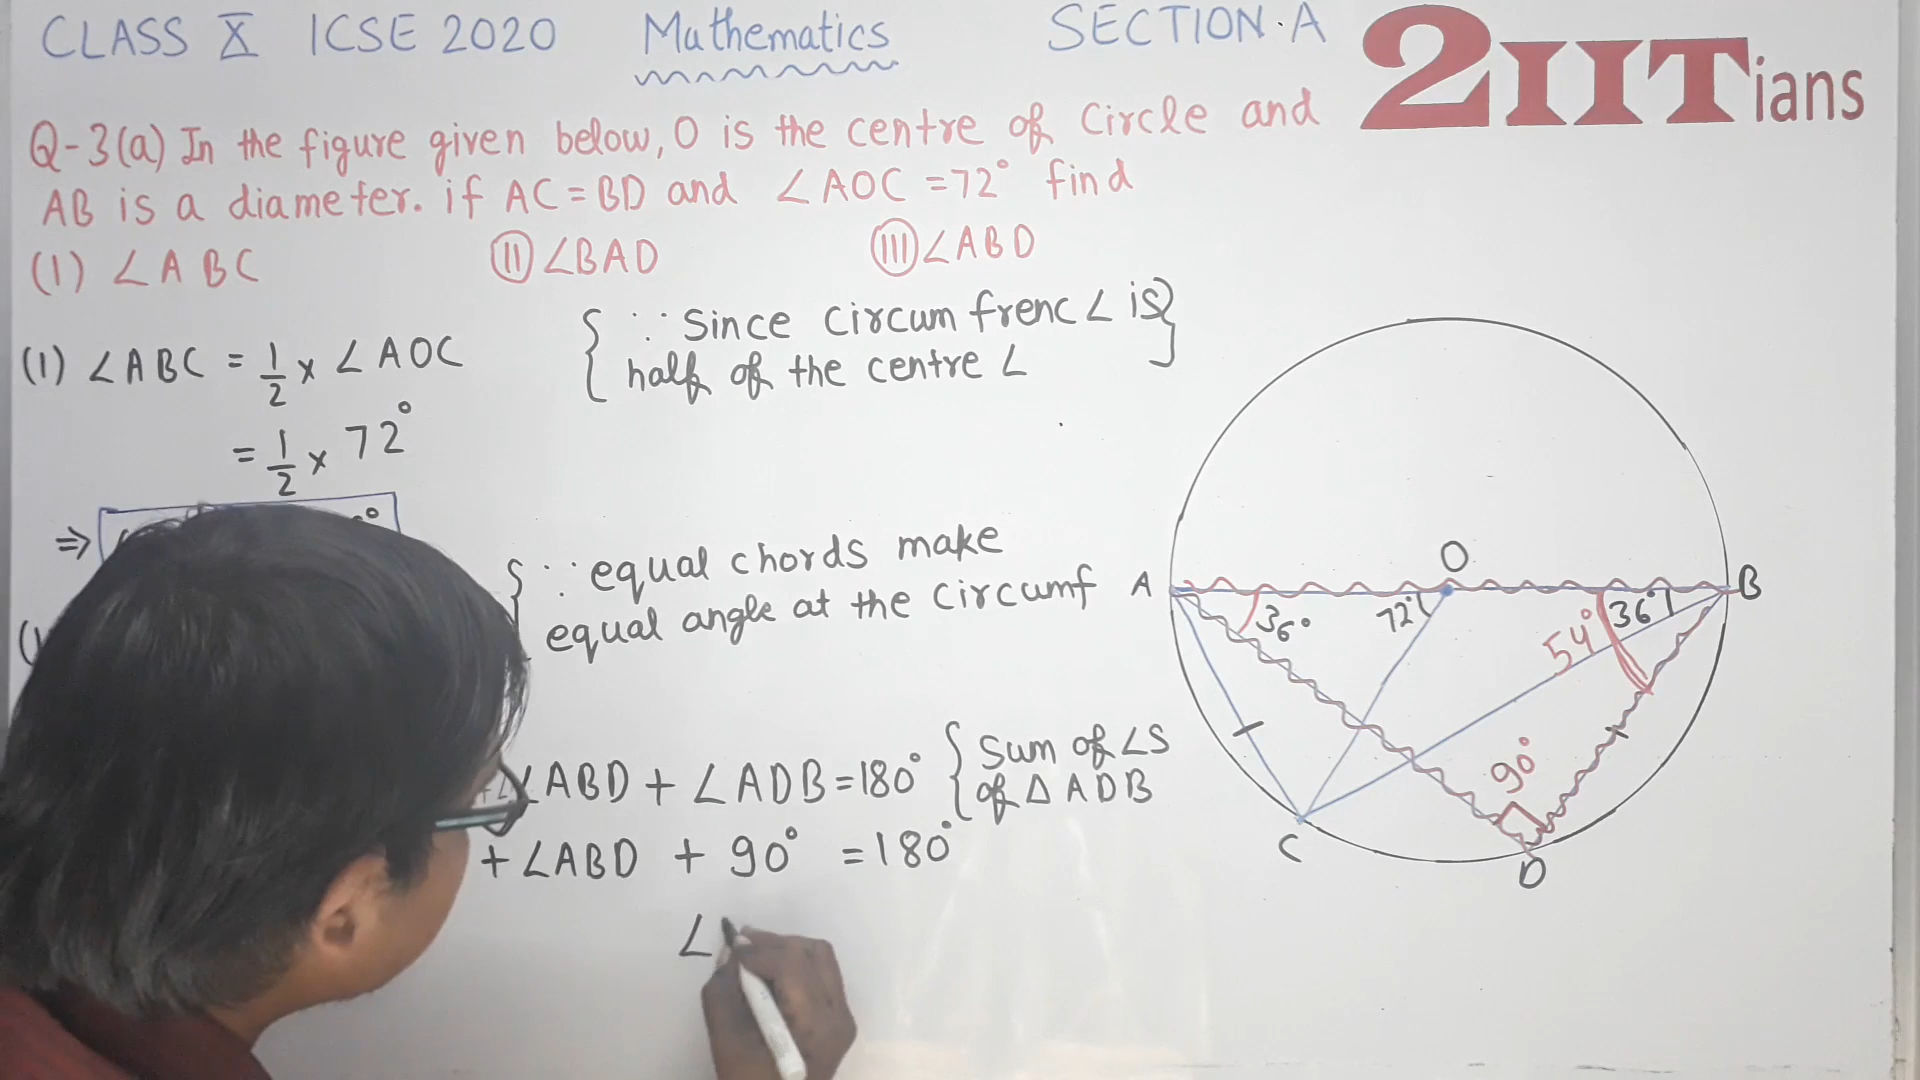 CLASS X ICSE 2020 Mathematics SECTION·A
2IITians
Q-3(a) In the figure given below, O is the centre of Circle and
AB is a diameter. if AC = BD and ∠AOC = 72° find
(1) ∠ABC (II) ∠BAD (III) ∠ABD
(1) ∠ABC = 1/2 x ∠AOC { ∵ Since circum frenc ∠ is
half of the centre ∠ }
= 1/2 x 72°
⇒
{ ∵ equal chords make
equal angle at the circumf
∠ABD + ∠ADB = 180° { Sum of ∠S
of Δ ADB
+ ∠ABD + 90° = 180°
∠
O
A B
36° 72° 54° 36°
90°
C
D